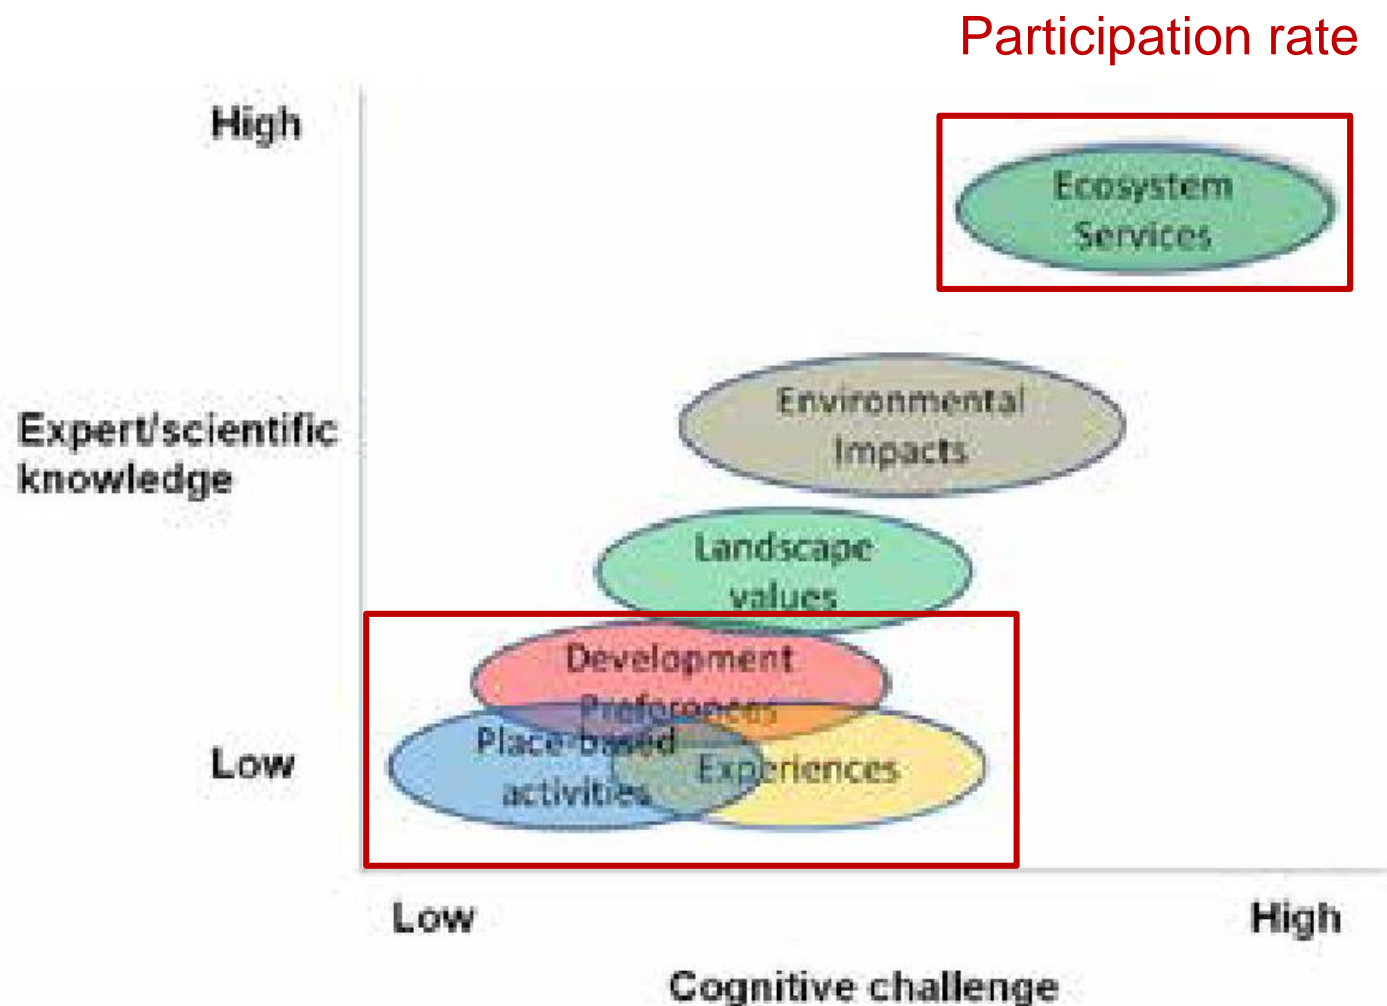 Participation rate
High
Ecosystem
Services
Environmental
Impacts
Expert/scientific
knowledge
Landscape
values
Development
Preferences
Place-based
activities
Experiences
Low
Low
High
Cognitive challenge